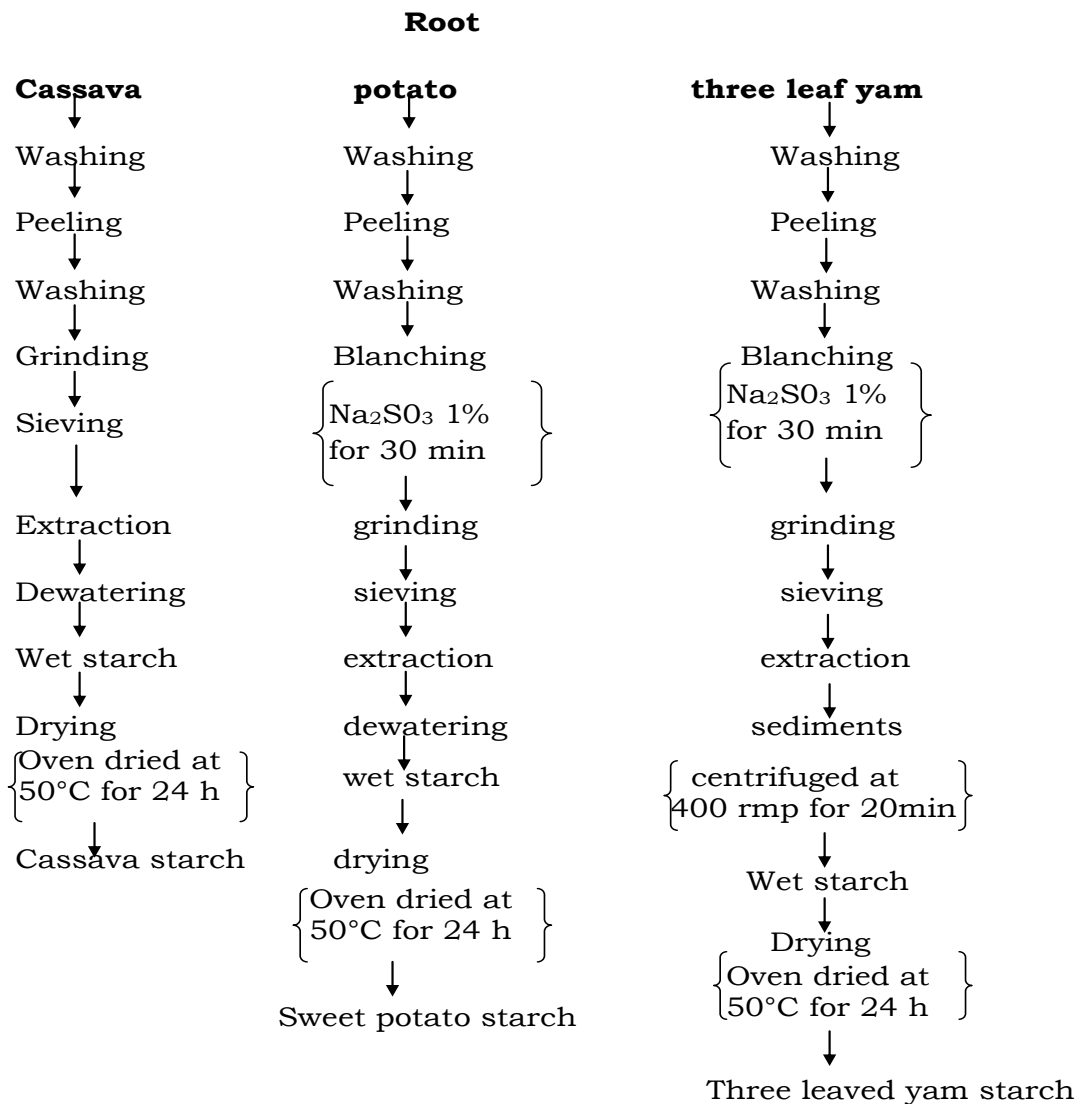 Root
Cassava
Washing
Peeling
Washing
Grinding
Sieving
Extraction
Dewatering
Wet starch
Drying
Oven dried at
50°C for 24 h
Cassava starch
potato
Washing
Peeling
Washing
Blanching
Na₂S0₃ 1%
for 30 min
grinding
sieving
extraction
dewatering
wet starch
drying
Oven dried at
50°C for 24 h
Sweet potato starch
three leaf yam
Washing
Peeling
Washing
Blanching
Na₂S0₃ 1%
for 30 min
grinding
sieving
extraction
sediments
centrifuged at
400 rmp for 20min
Wet starch
Drying
Oven dried at
50°C for 24 h
Three leaved yam starch